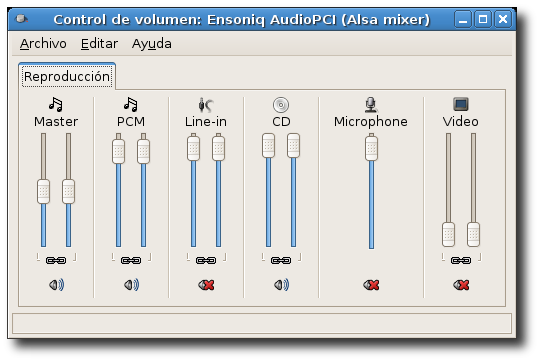 Control de volumen: Ensoniq AudioPCI (Alsa mixer)
Archivo Editar Ayuda
Reproducción
Master PCM Line-in CD Microphone Video